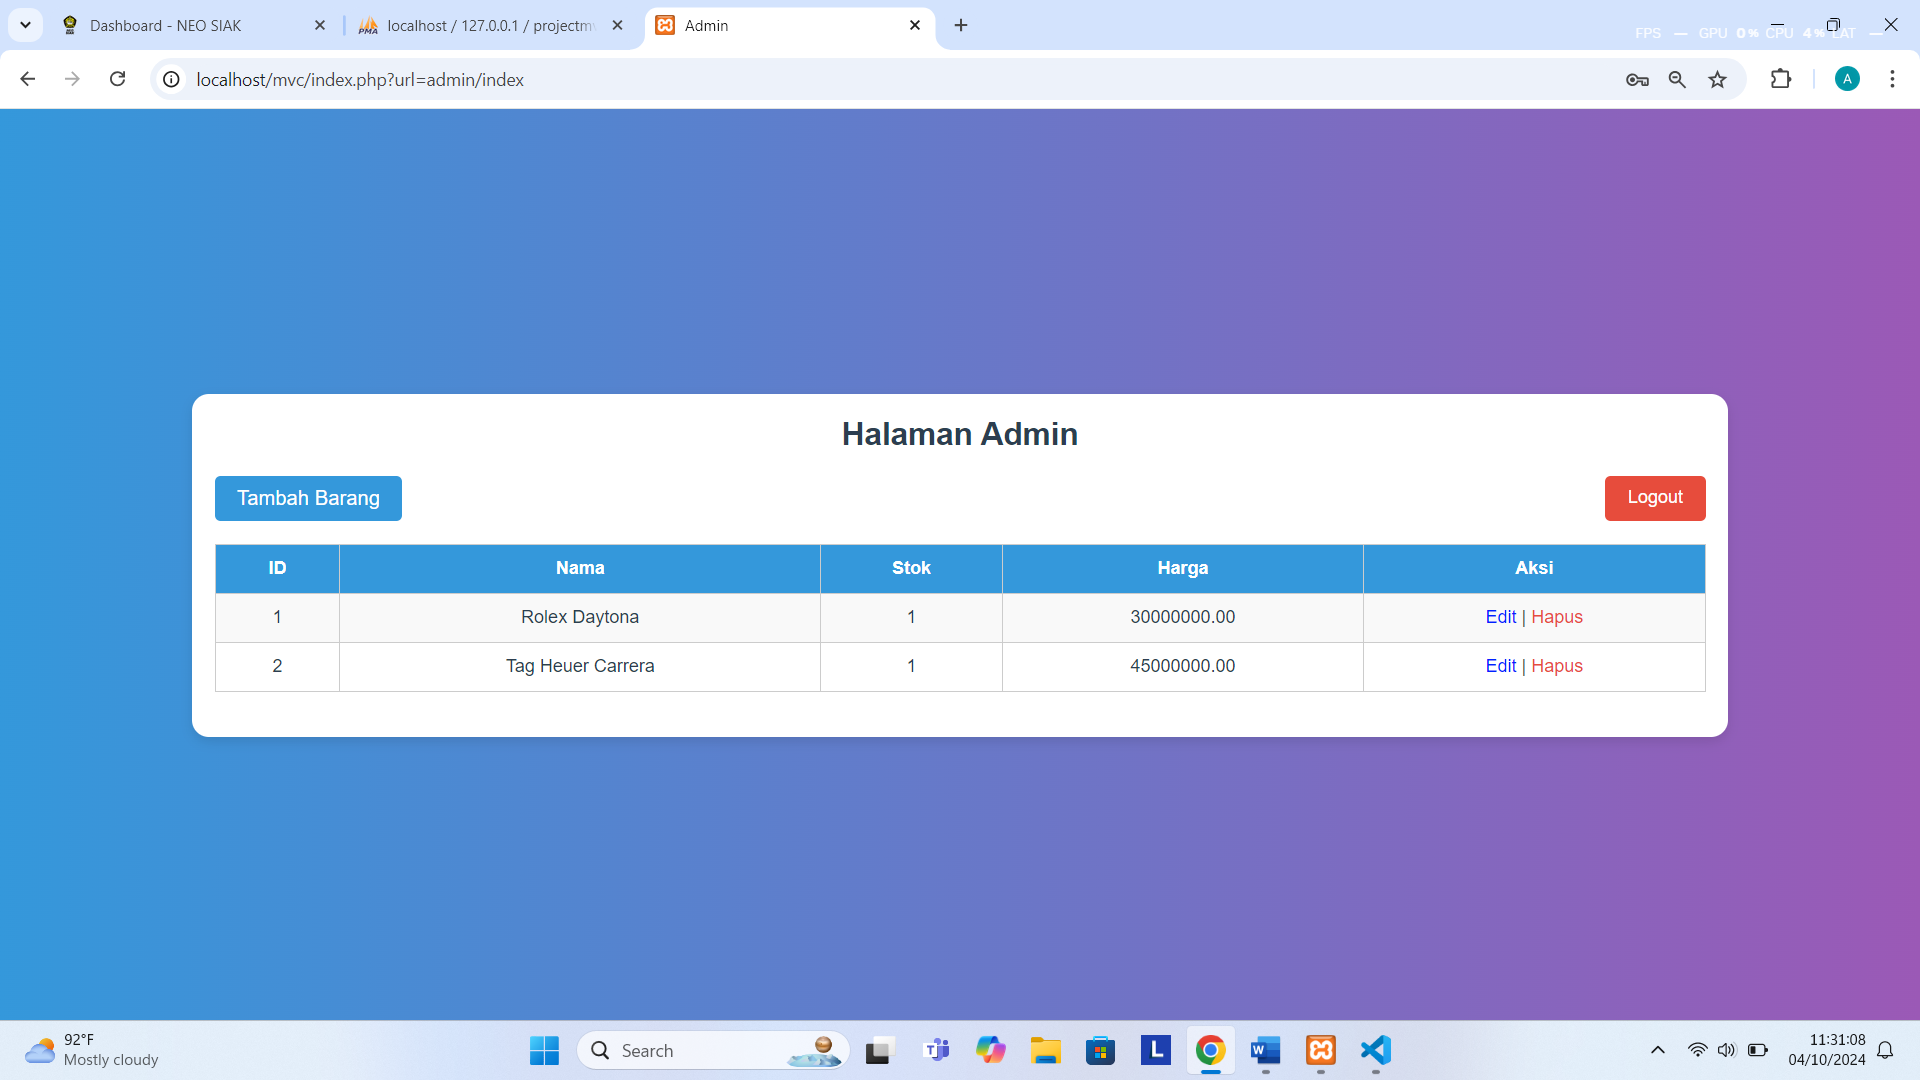 Dashboard - NEO SIAK
PMA localhost / 127.0.0.1 / projectmv
Admin
FPS — GPU 0% CPU 4% LAT —
localhost/mvc/index.php?url=admin/index
A
Halaman Admin
Tambah Barang
Logout
ID Nama Stok Harga Aksi
1 Rolex Daytona 1 30000000.00 Edit | Hapus
2 Tag Heuer Carrera 1 45000000.00 Edit | Hapus
92°F
Mostly cloudy
Search
T
L
W
11:31:08
04/10/2024